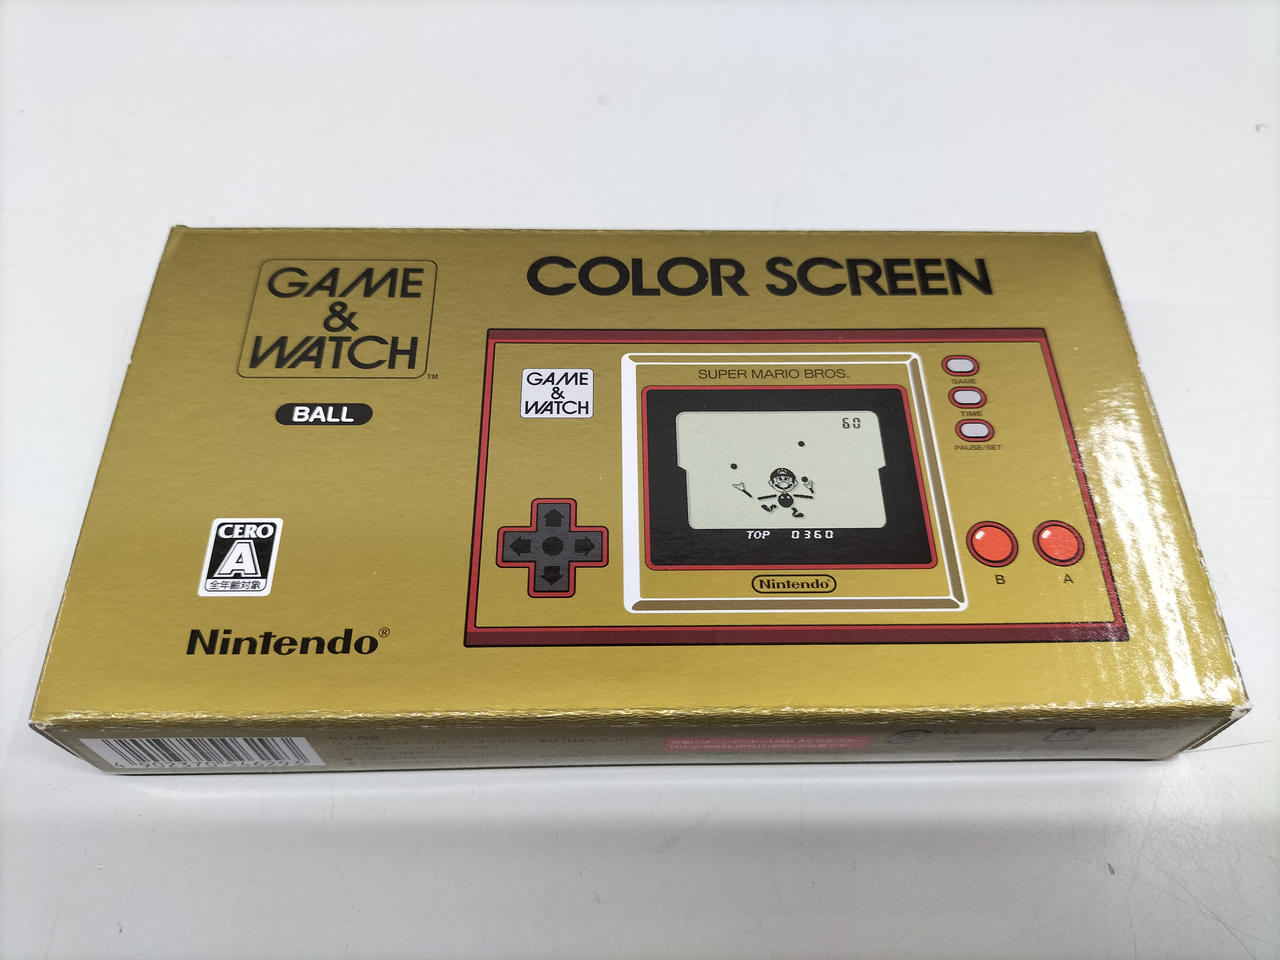 GAME
&
WATCH™
BALL
CERO
A
全年齢対象
Nintendo®
COLOR SCREEN
GAME
&
WATCH
SUPER MARIO BROS.
60
TOP 0360
Nintendo
GAME
TIME
PAUSE/SET
B
A